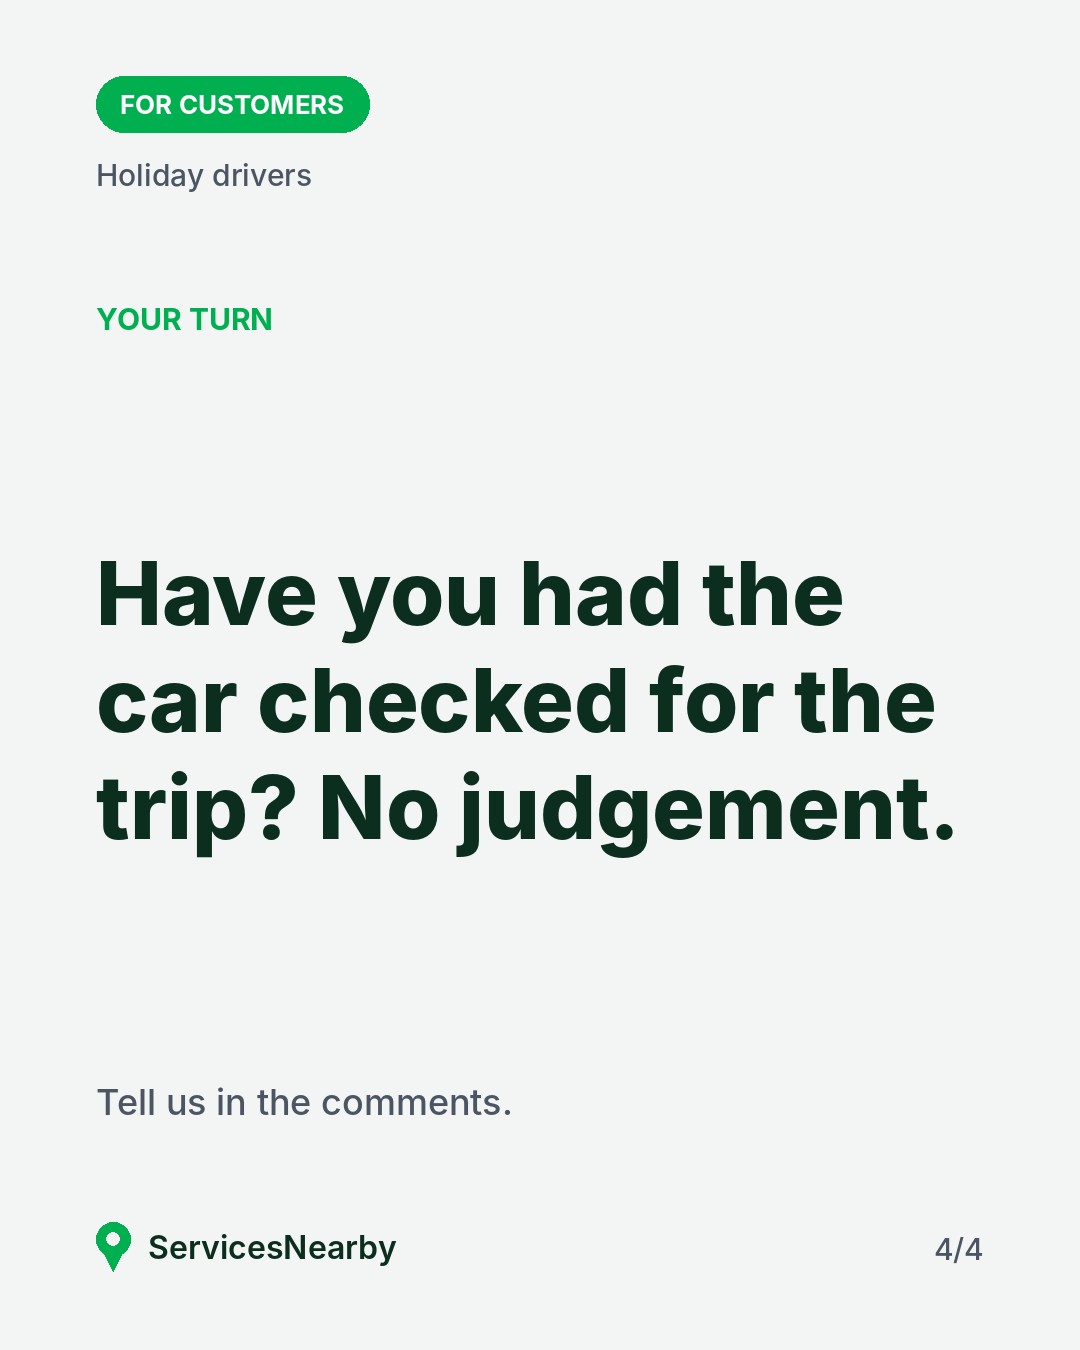 FOR CUSTOMERS
Holiday drivers
YOUR TURN
Have you had the
car checked for the
trip? No judgement.
Tell us in the comments.
ServicesNearby
4/4